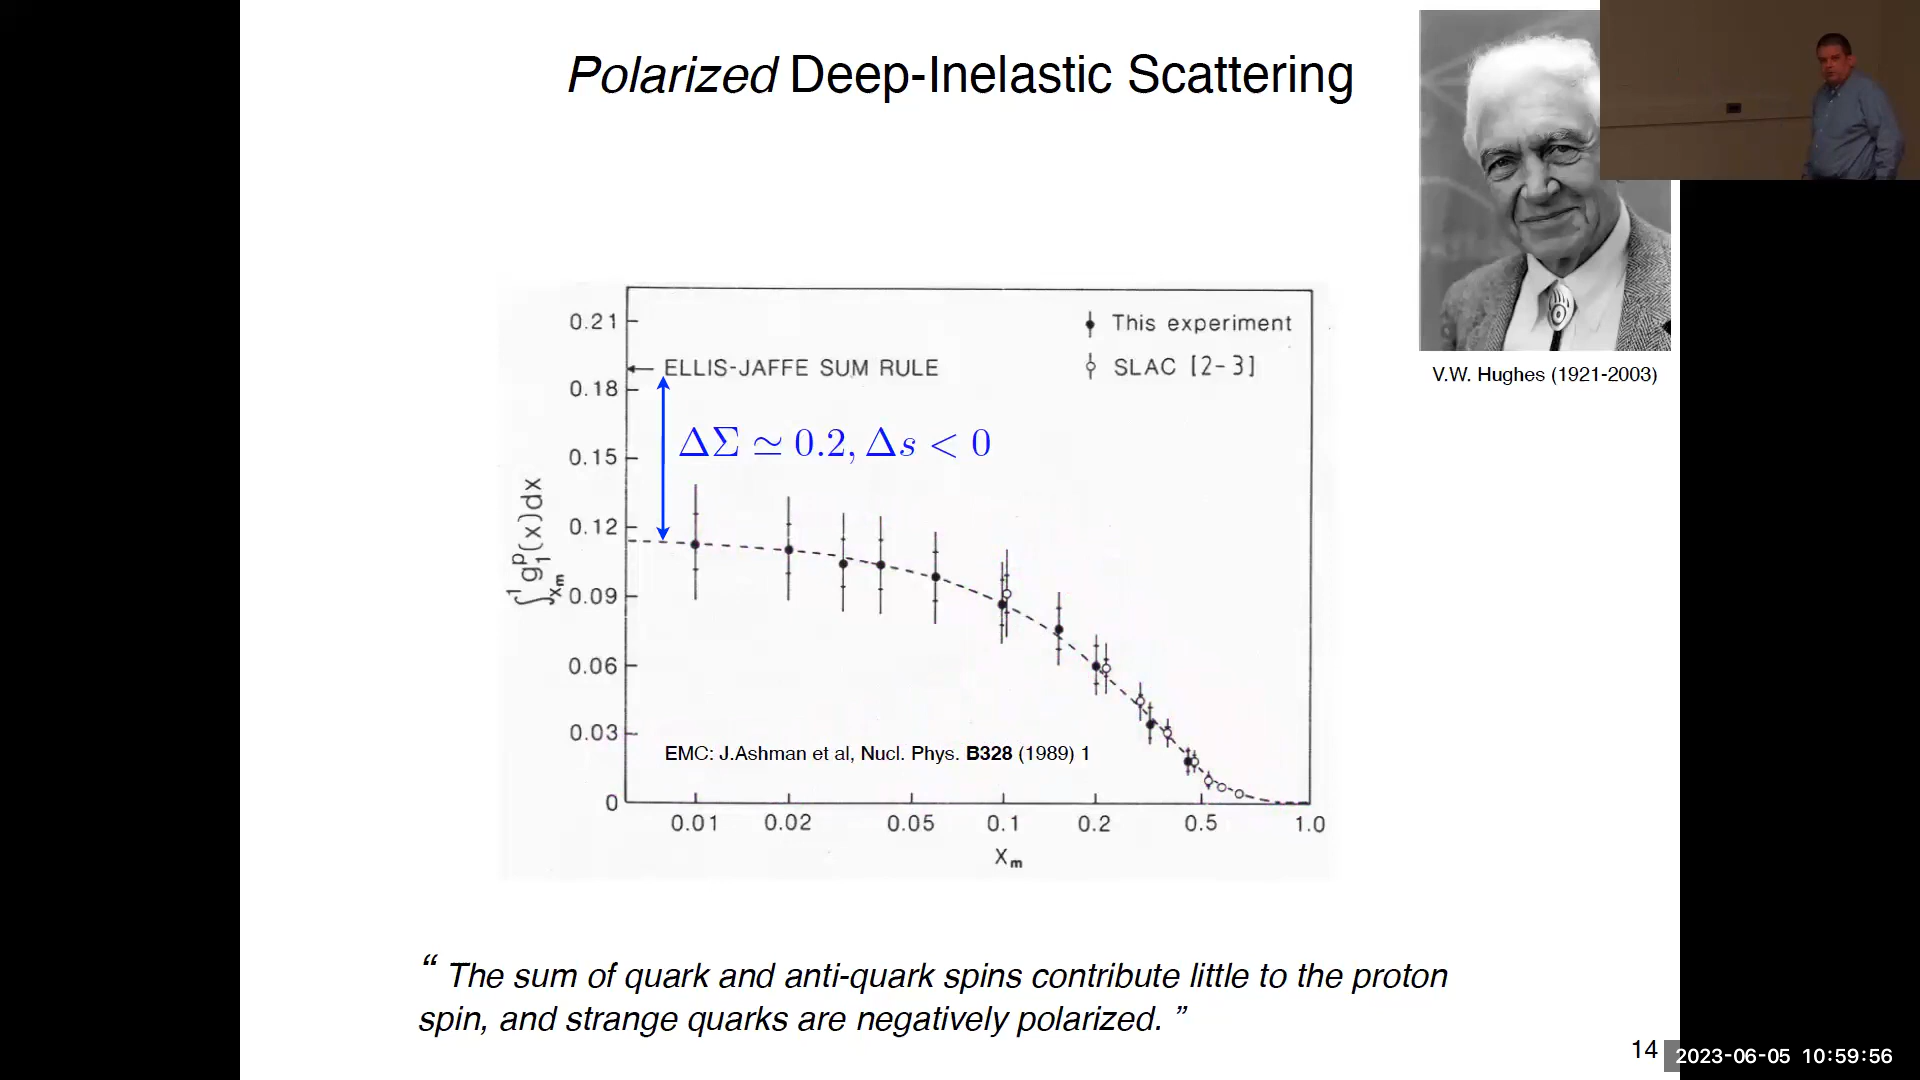 Polarized Deep-Inelastic Scattering
V.W. Hughes (1921-2003)
0.21
0.18
0.15
0.12
0.09
0.06
0.03
0
∫¹ₓₘ g₁ᵖ(x)dx
This experiment
SLAC [2-3]
ELLIS-JAFFE SUM RULE
ΔΣ ≃ 0.2, Δs < 0
EMC: J.Ashman et al, Nucl. Phys. B328 (1989) 1
0.01 0.02 0.05 0.1 0.2 0.5 1.0
Xₘ
“ The sum of quark and anti-quark spins contribute little to the proton
spin, and strange quarks are negatively polarized. ”
14
2023-06-05 10:59:56